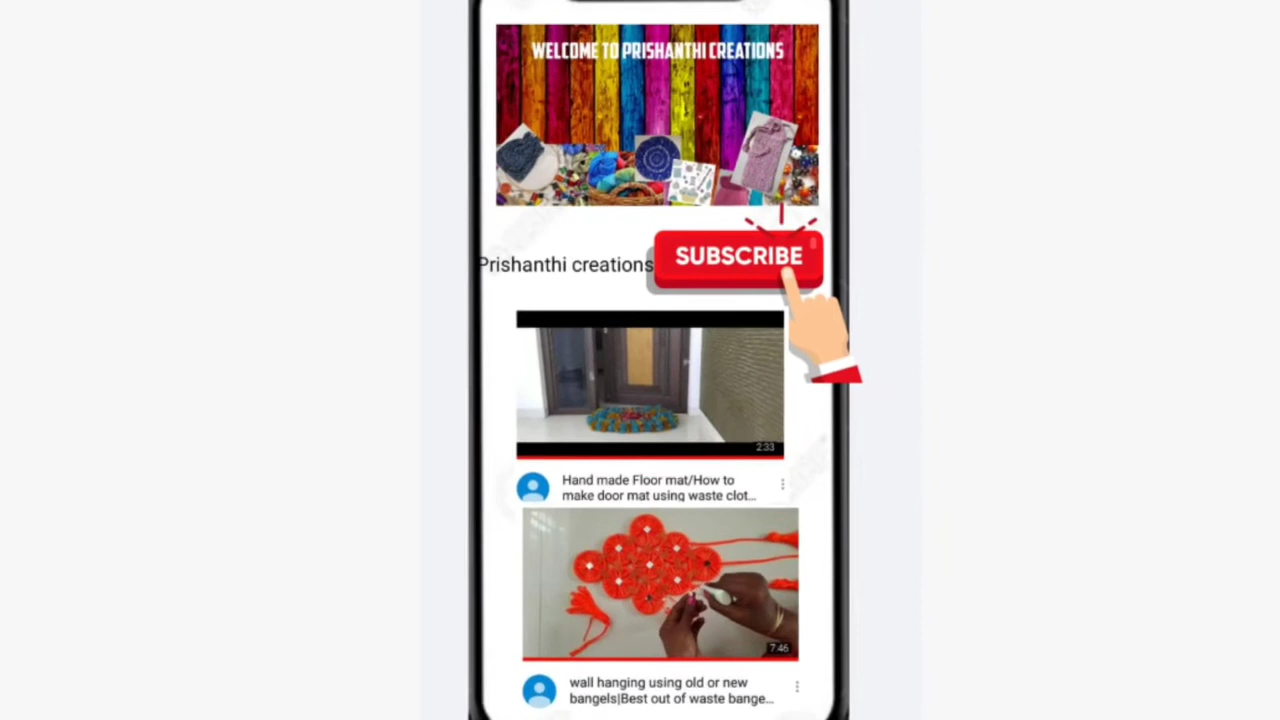 WELCOME TO PRISHANTHI CREATIONS
Prishanthi creations
SUBSCRIBE
2:33
Hand made Floor mat/How to
make door mat using waste clot...
7:46
wall hanging using old or new
bangels|Best out of waste bange...